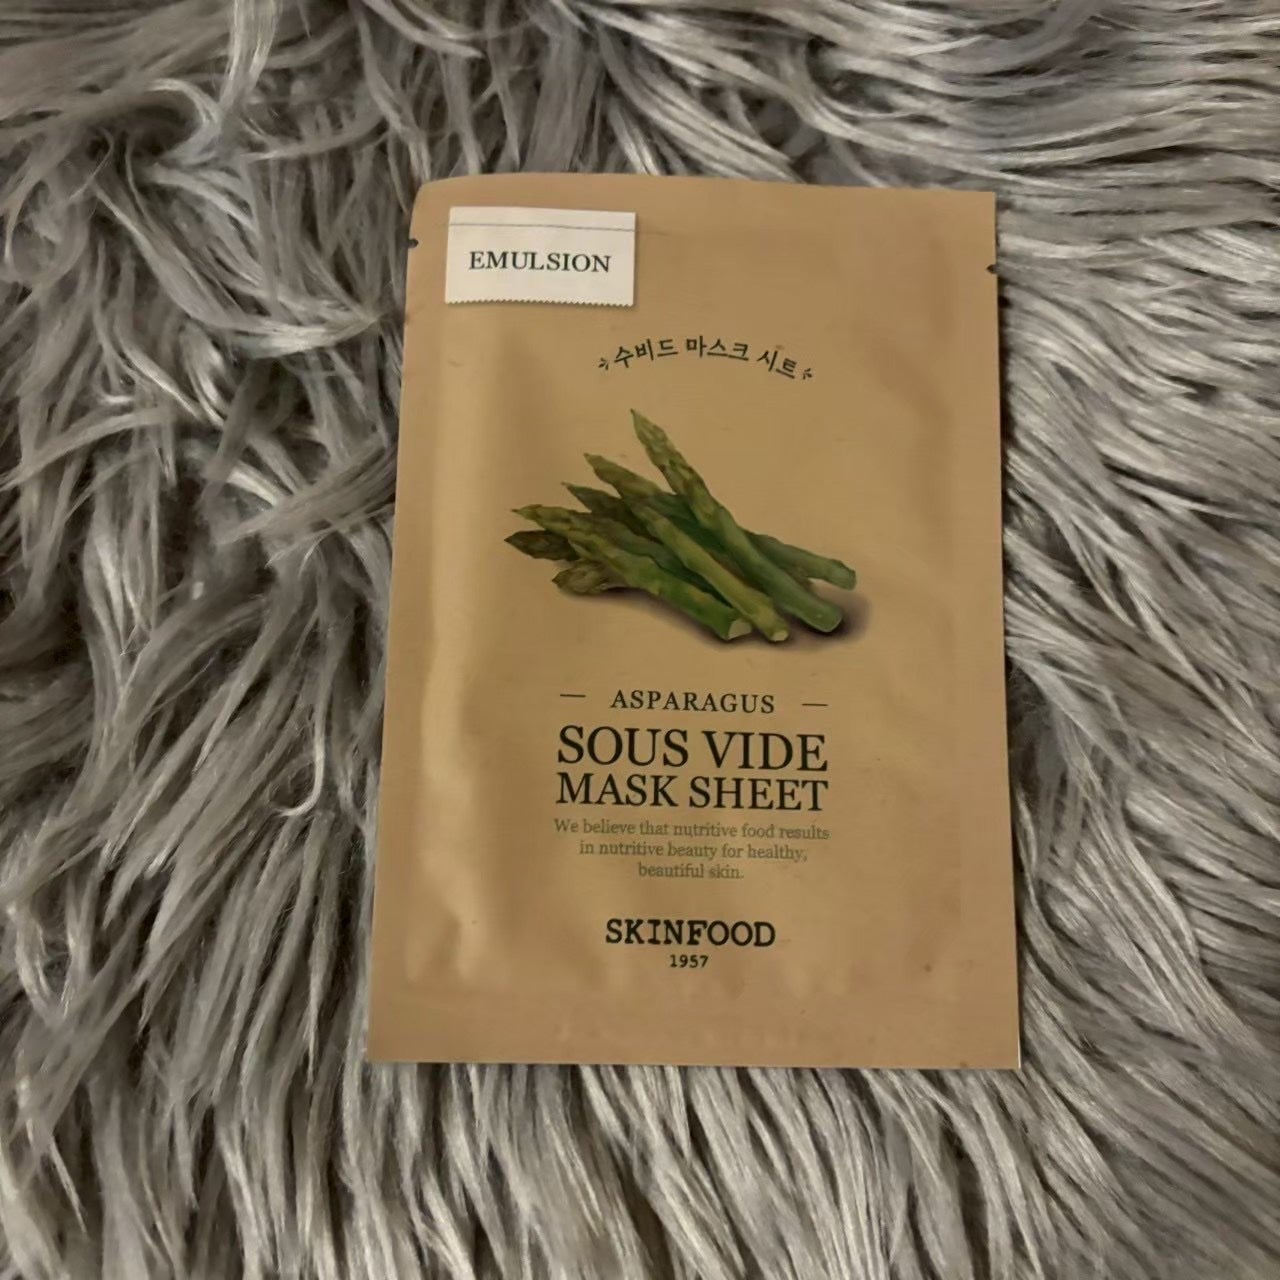 EMULSION
수비드 마스크 시트
ASPARAGUS
SOUS VIDE
MASK SHEET
We believe that nutritive food results
in nutritive beauty for healthy,
beautiful skin.
SKINFOOD
1957